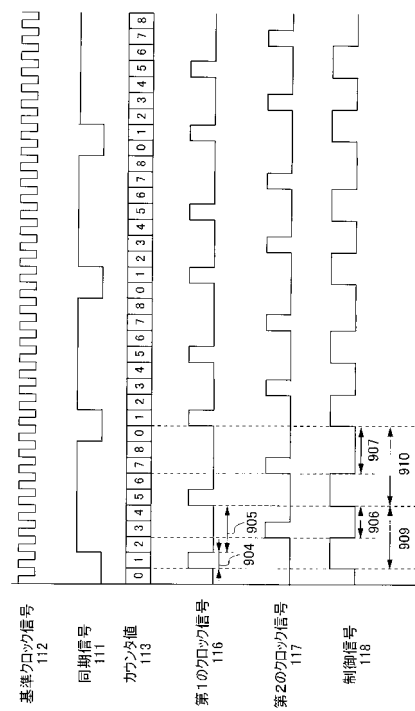 基準クロック信号
112
同期信号
111
カウンタ値
113
0 1 2 3 4 5 6 7 8 0 1 2 3 4 5 6 7 8 0 1 2 3 4 5 6 7 8 0 1 2 3 4 5 6 7 8
第1のクロック信号
116
904
905
第2のクロック信号
117
制御信号
118
906
907
909
910